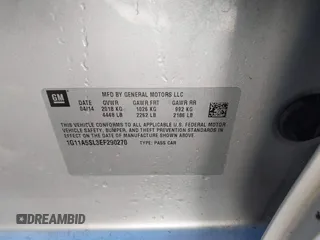 GM
MFD BY GENERAL MOTORS LLC
DATE GVWR GAWR FRT GAWR RR
04/14 2018 KG 1026 KG 992 KG
4449 LB 2262 LB 2186 LB
THIS VEHICLE CONFORMS TO ALL APPLICABLE U.S. FEDERAL
MOTOR VEHICLE SAFETY, BUMPER, AND THEFT PREVENTION
STANDARDS IN EFFECT ON THE DATE OF MANUFACTURE SHOWN ABOVE.
1G11A5SL3EF290270 TYPE: PASS CAR
DREAMBID
dreambid.com